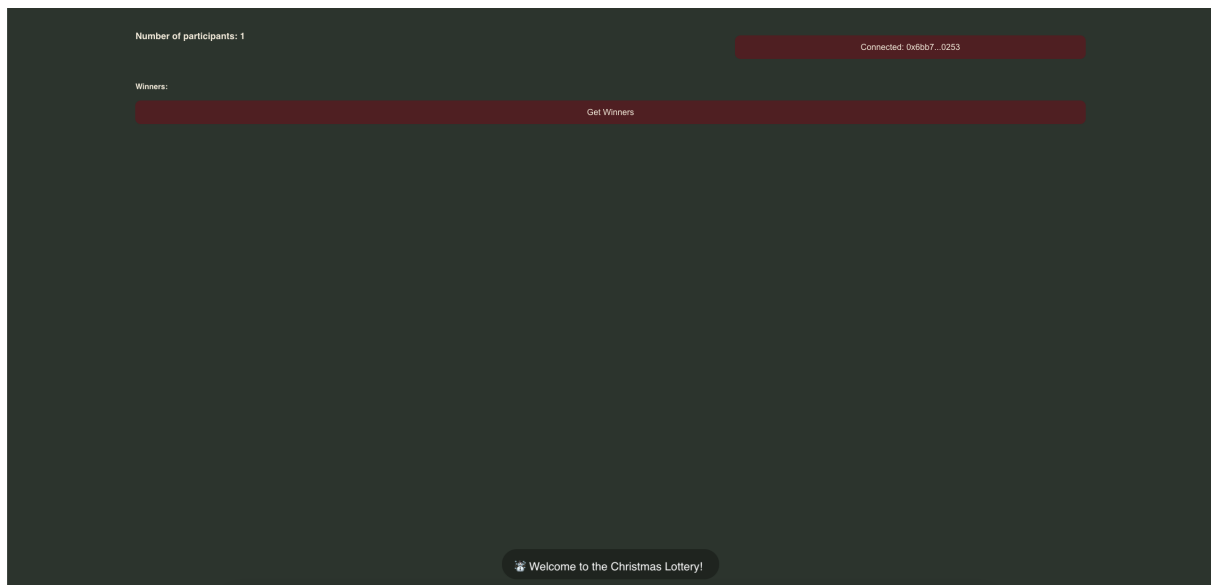 Number of participants: 1
Connected: 0x6bb7...0253
Winners:
Get Winners
☃️ Welcome to the Christmas Lottery!